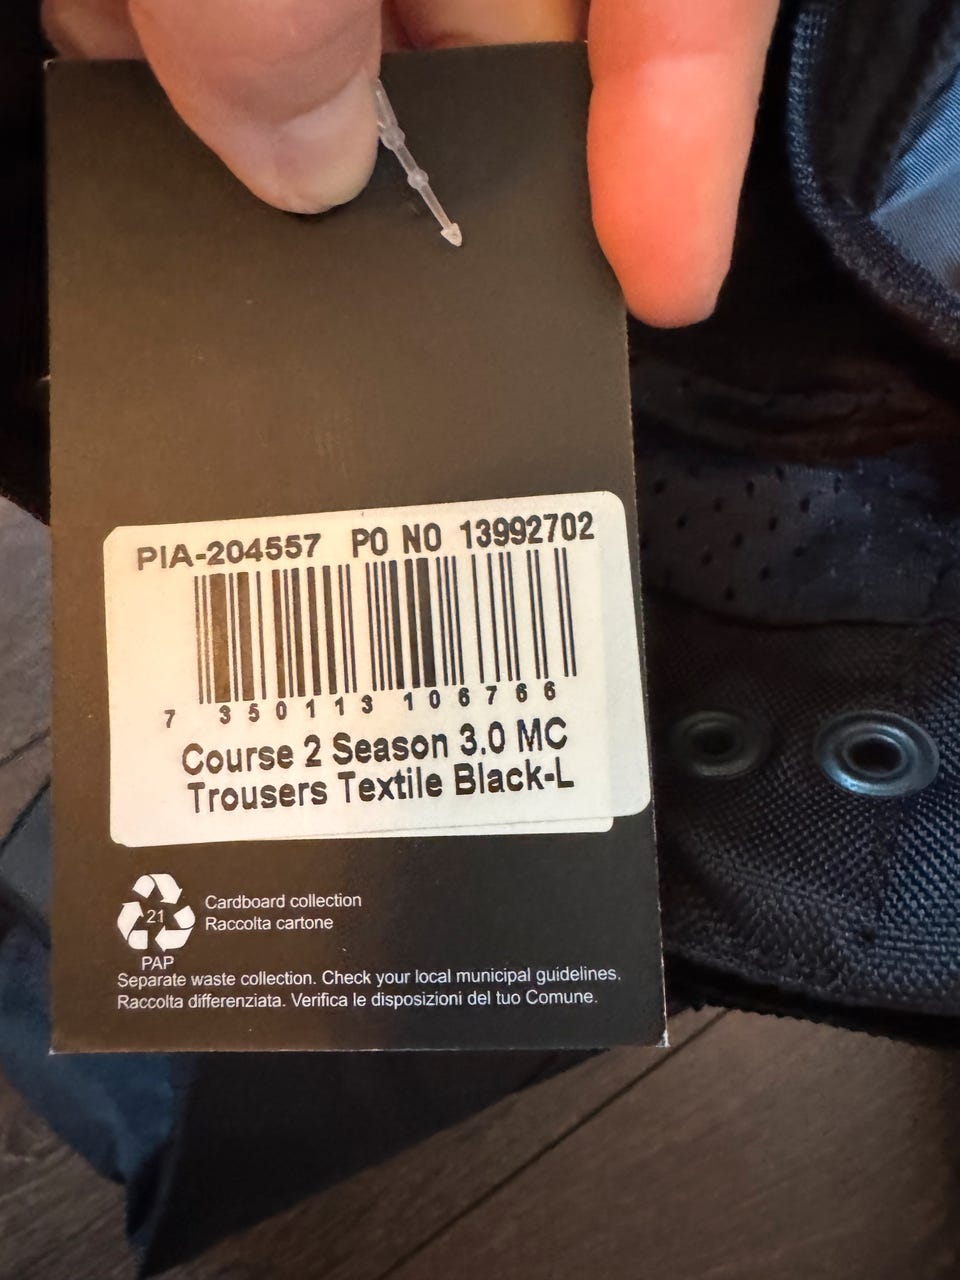 PIA-204557 PO NO 13992702
7 350113 106766
Course 2 Season 3.0 MC
Trousers Textile Black-L
21
PAP
Cardboard collection
Raccolta cartone
Separate waste collection. Check your local municipal guidelines.
Raccolta differenziata. Verifica le disposizioni del tuo Comune.